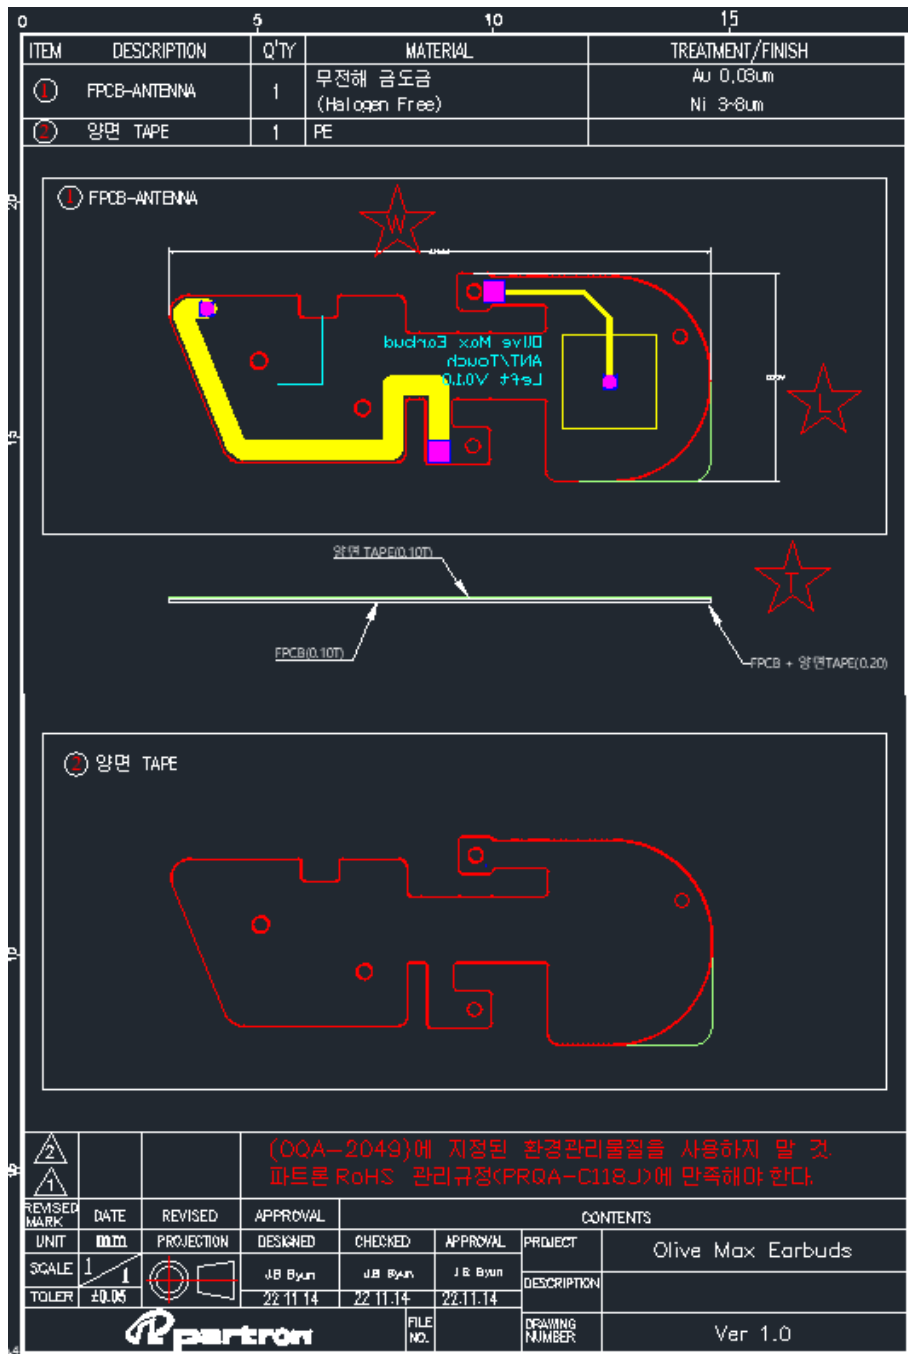 0 5 10 15
ITEM DESCRIPTION Q'TY MATERIAL TREATMENT/FINISH
1 FPCB-ANTENNA 1 무전해 금도금 (Halogen Free) Au 0,03um Ni 3~8um
2 양면 TAPE 1 PE
1 FPCB-ANTENNA
W
Olive Max Earbud
ANT/Touch
Left V0.1.0
L
양면 TAPE(0.10T)
T
FPCB(0.10T)
FPCB + 양면TAPE(0.20)
2 양면 TAPE
2 (OQA-2049)에 지정된 환경관리물질을 사용하지 말 것.
1 파트론 RoHS 관리규정(PRQA-C118J)에 만족해야 한다.
REVISED MARK DATE REVISED APPROVAL CONTENTS
UNIT mm PROJECTION DESIGNED CHECKED APPROVAL PROJECT Olive Max Earbuds
SCALE 1/1 J.B Byun J.B Byun J.B Byun DESCRIPTION
TOLER ±0.05 22.11.14 22.11.14 22.11.14
partron FILE NO. DRAWING NUMBER Ver 1.0